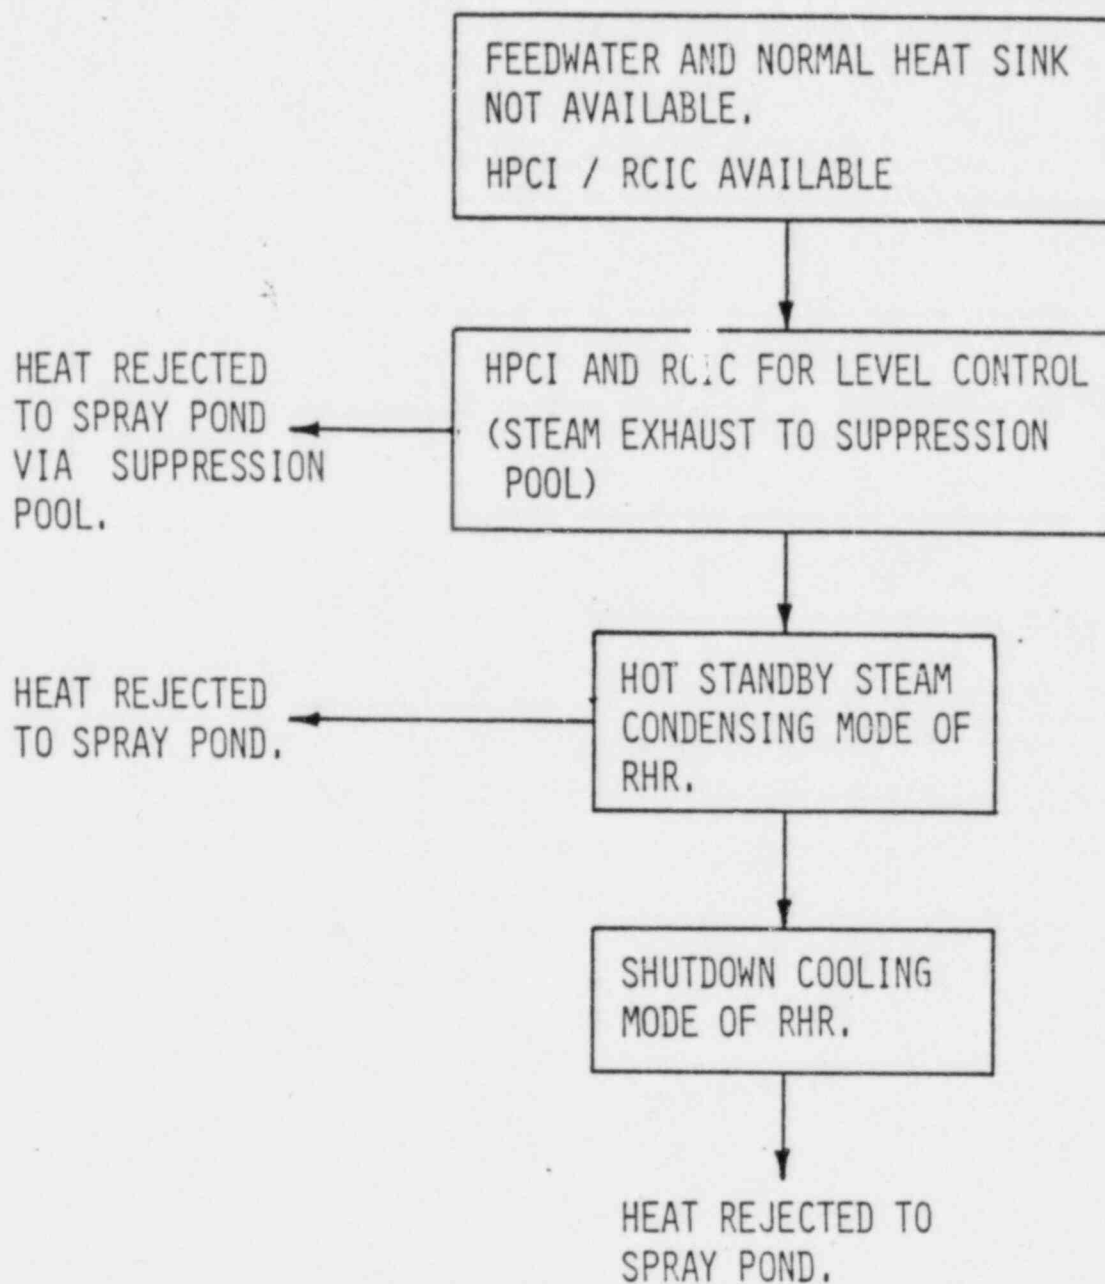 FEEDWATER AND NORMAL HEAT SINK
NOT AVAILABLE.
HPCI / RCIC AVAILABLE
HPCI AND RCIC FOR LEVEL CONTROL
(STEAM EXHAUST TO SUPPRESSION
POOL)
HEAT REJECTED
TO SPRAY POND
VIA SUPPRESSION
POOL.
HOT STANDBY STEAM
CONDENSING MODE OF
RHR.
HEAT REJECTED
TO SPRAY POND.
SHUTDOWN COOLING
MODE OF RHR.
HEAT REJECTED TO
SPRAY POND.